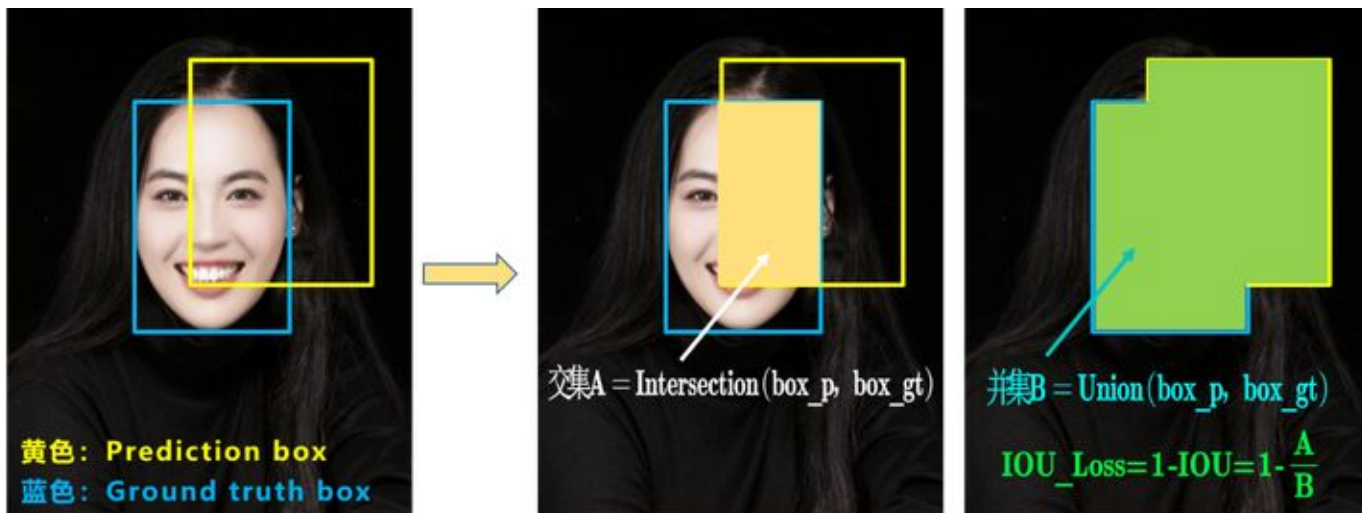 黄色：Prediction box
蓝色：Ground truth box
交集A = Intersection(box_p, box_gt)
并集B = Union(box_p, box_gt)
IOU_Loss=1-IOU=1-A/B